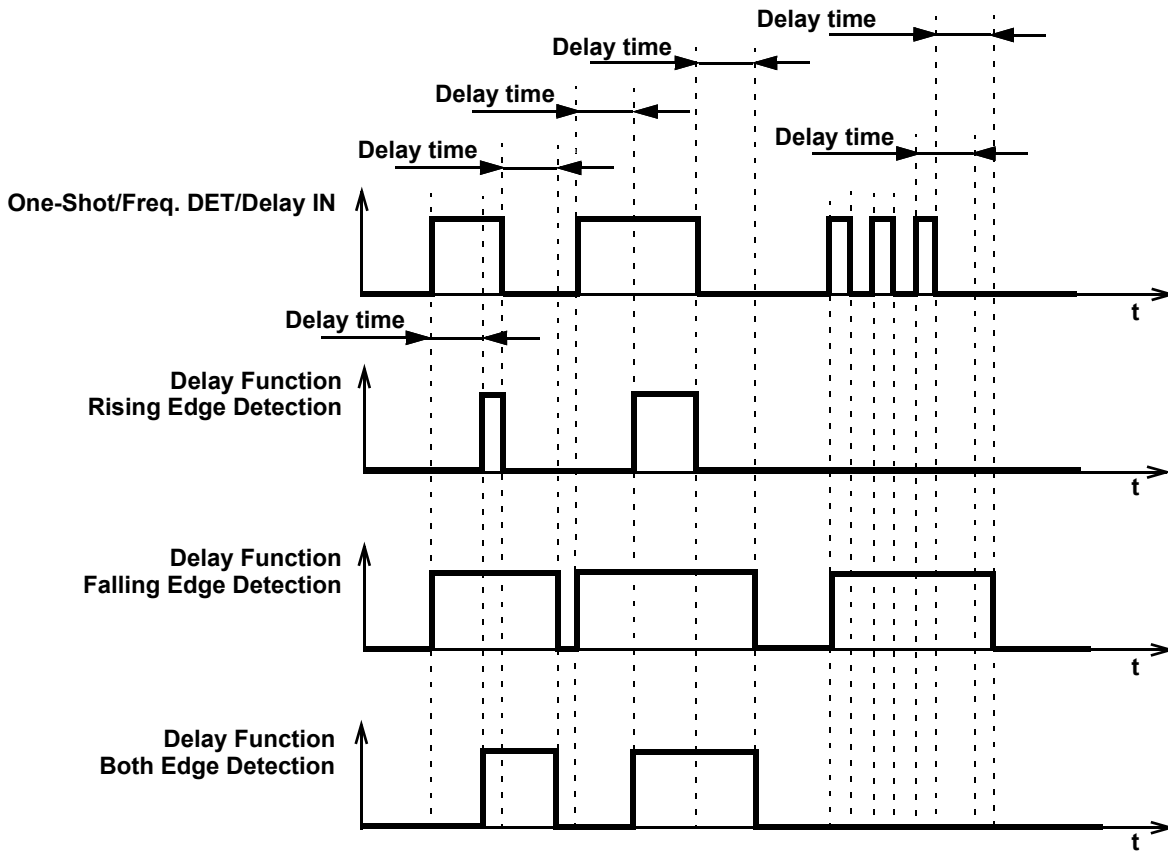 Delay time
Delay time
Delay time
Delay time
Delay time
One-Shot/Freq. DET/Delay IN
t
Delay time
Delay Function
Rising Edge Detection
t
Delay Function
Falling Edge Detection
t
Delay Function
Both Edge Detection
t